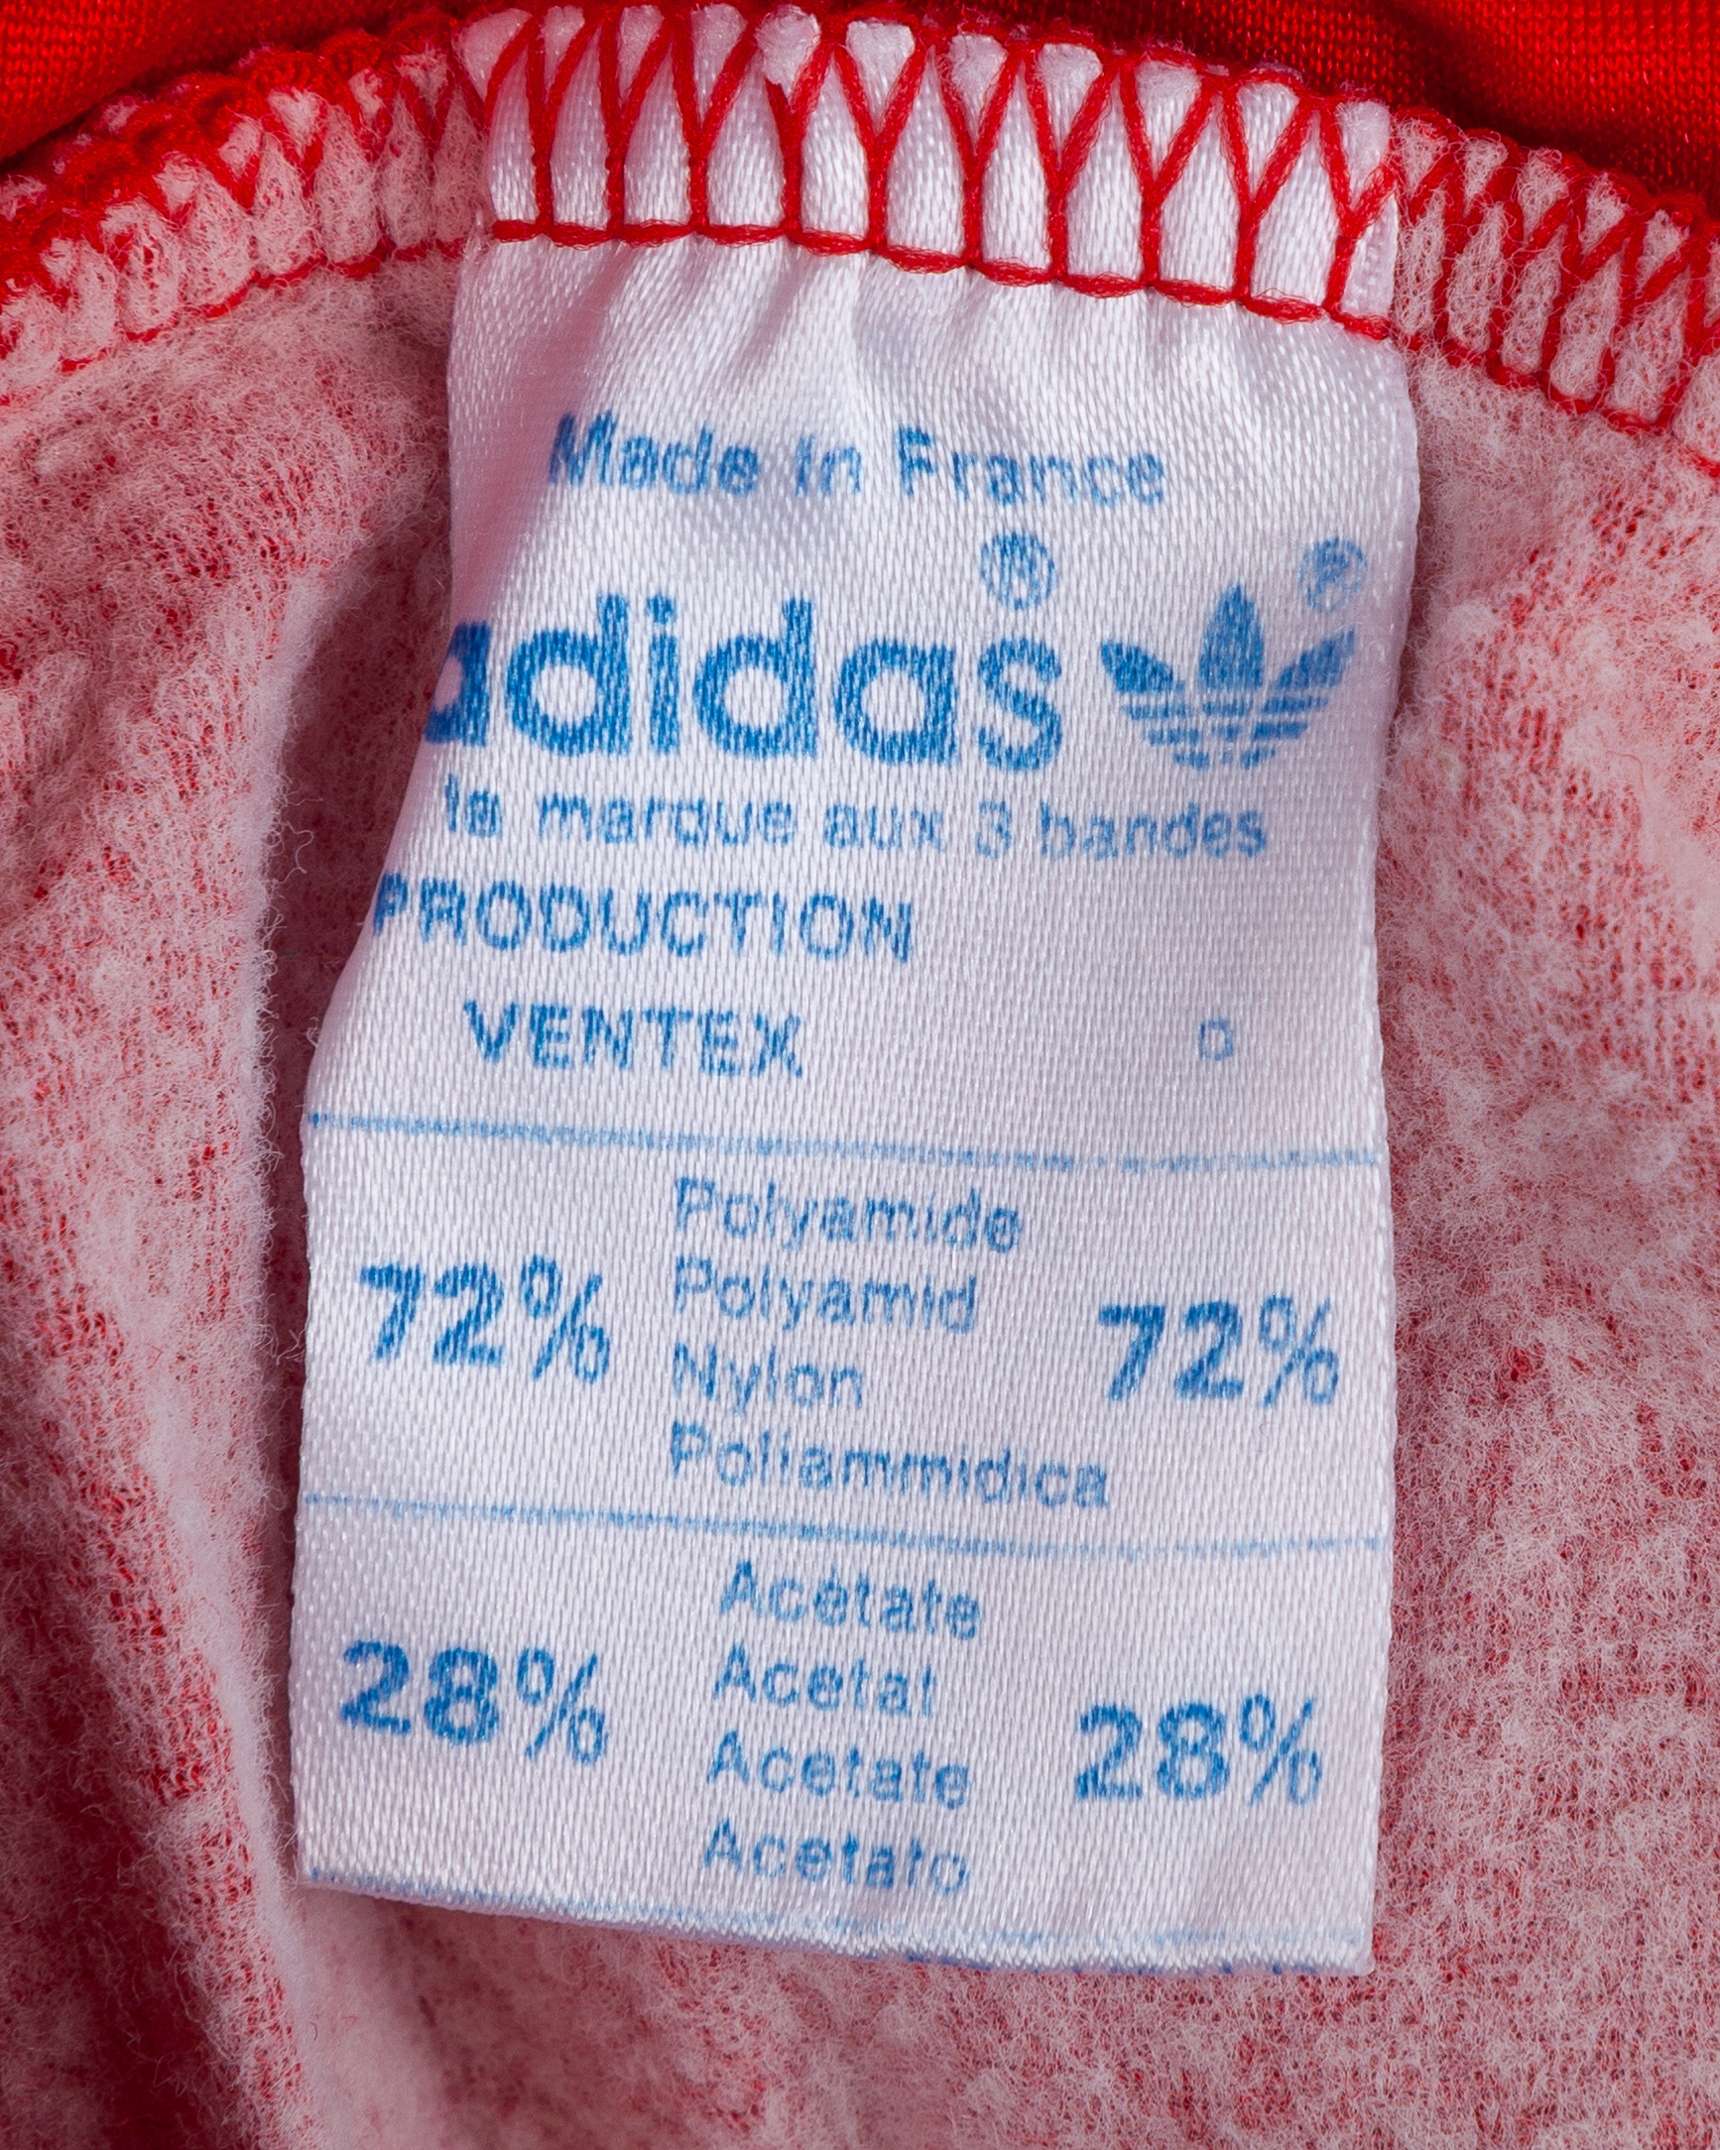 Made in France
adidas ® ®
la marque aux 3 bandes
PRODUCTION
VENTEX o
Polyamide
72% Polyamid 72%
Nylon
Poliammidica
Acétate
28% Acetat 28%
Acetate
Acetato